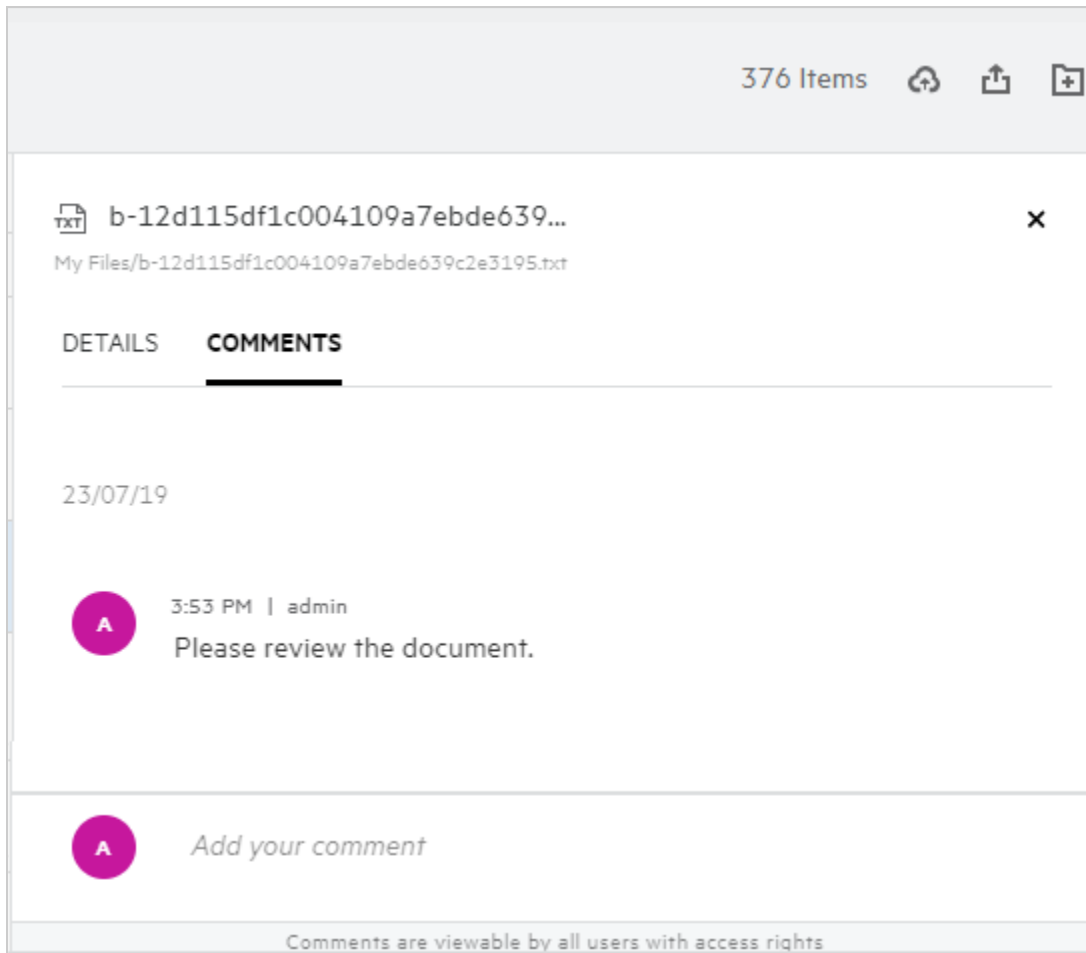 376 Items
TXT b-12d115df1c004109a7ebde639...
My Files/b-12d115df1c004109a7ebde639c2e3195.txt
DETAILS COMMENTS
23/07/19
3:53 PM | admin
A
Please review the document.
A Add your comment
Comments are viewable by all users with access rights